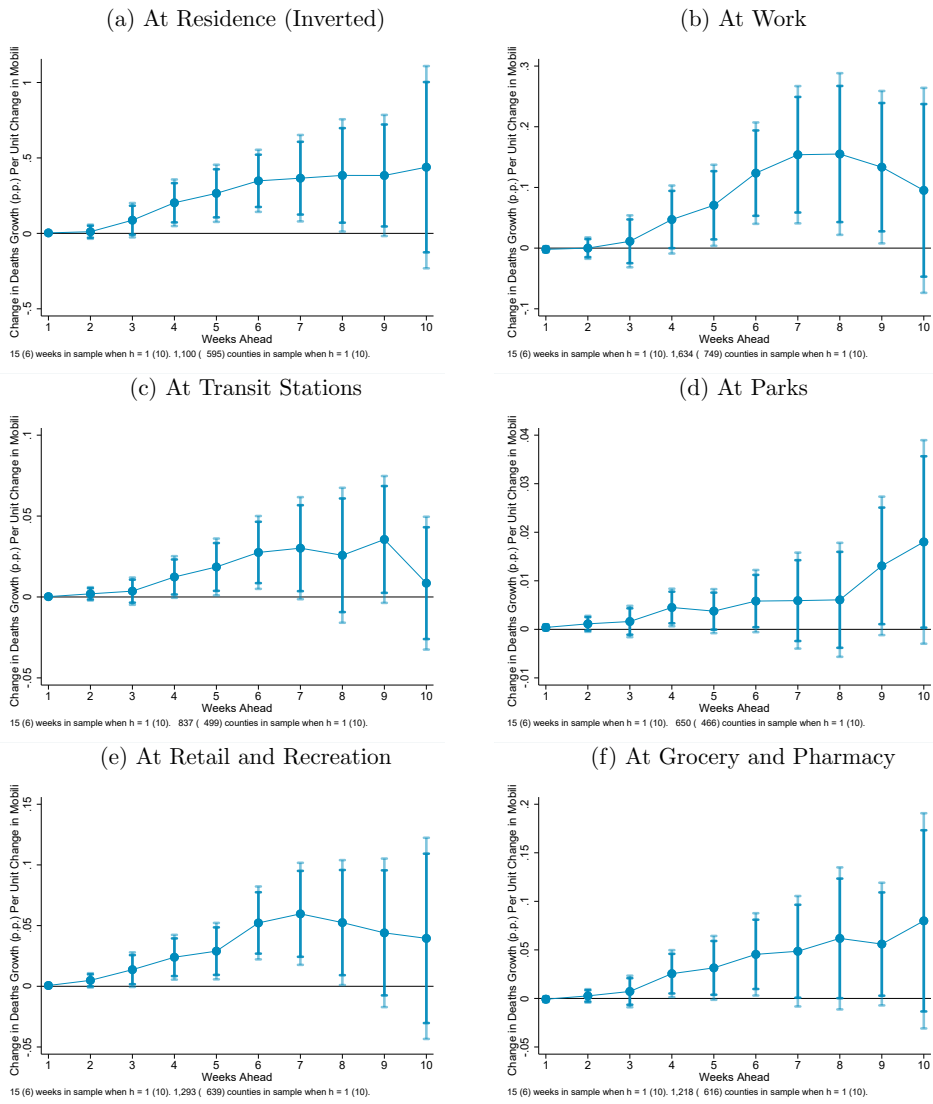 (a) At Residence (Inverted)
Change in Deaths Growth (p.p.) Per Unit Change in Mobili
-.5 0 .5 1
1 2 3 4 5 6 7 8 9 10
Weeks Ahead
15 (6) weeks in sample when h = 1 (10). 1,100 ( 595) counties in sample when h = 1 (10).
(b) At Work
Change in Deaths Growth (p.p.) Per Unit Change in Mobili
-.1 0 .1 .2 .3
1 2 3 4 5 6 7 8 9 10
Weeks Ahead
15 (6) weeks in sample when h = 1 (10). 1,634 ( 749) counties in sample when h = 1 (10).
(c) At Transit Stations
Change in Deaths Growth (p.p.) Per Unit Change in Mobili
-.05 0 .05 .1
1 2 3 4 5 6 7 8 9 10
Weeks Ahead
15 (6) weeks in sample when h = 1 (10). 837 ( 499) counties in sample when h = 1 (10).
(d) At Parks
Change in Deaths Growth (p.p.) Per Unit Change in Mobili
-.01 0 .01 .02 .03 .04
1 2 3 4 5 6 7 8 9 10
Weeks Ahead
15 (6) weeks in sample when h = 1 (10). 650 ( 466) counties in sample when h = 1 (10).
(e) At Retail and Recreation
Change in Deaths Growth (p.p.) Per Unit Change in Mobili
-.05 0 .05 .1 .15
1 2 3 4 5 6 7 8 9 10
Weeks Ahead
15 (6) weeks in sample when h = 1 (10). 1,293 ( 639) counties in sample when h = 1 (10).
(f) At Grocery and Pharmacy
Change in Deaths Growth (p.p.) Per Unit Change in Mobili
-.05 0 .05 .1 .15 .2
1 2 3 4 5 6 7 8 9 10
Weeks Ahead
15 (6) weeks in sample when h = 1 (10). 1,218 ( 616) counties in sample when h = 1 (10).